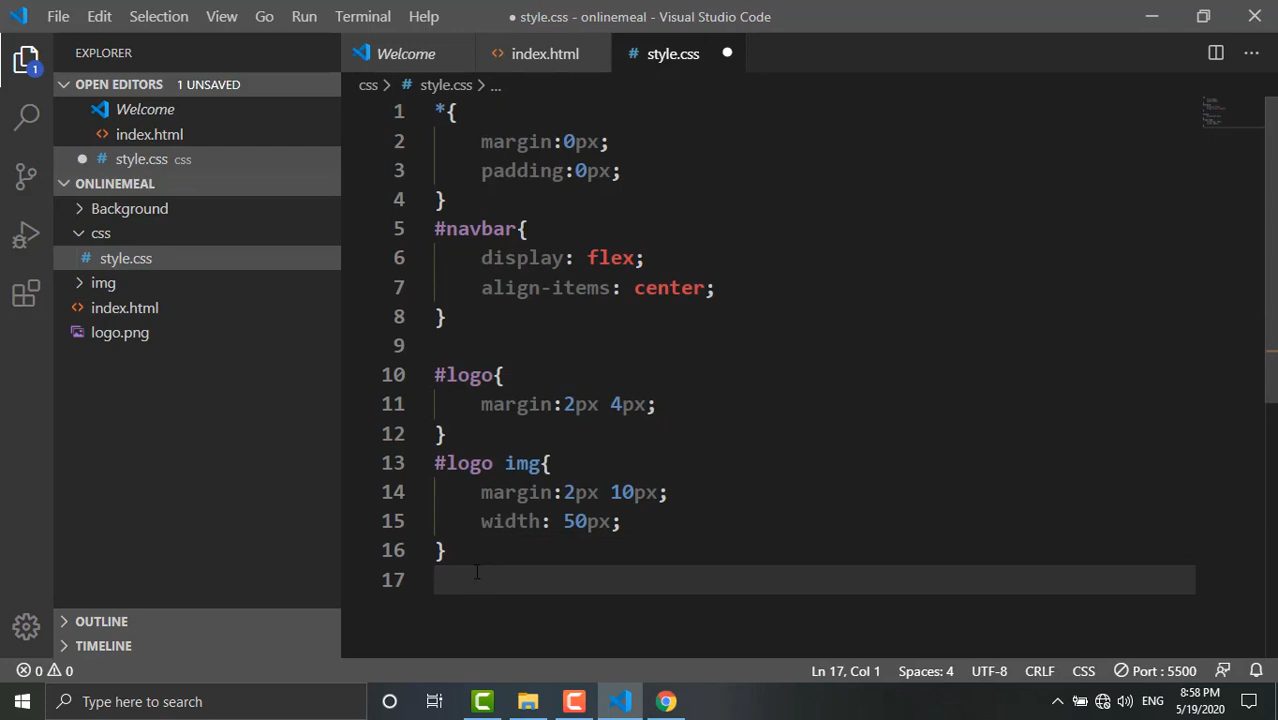 File Edit Selection View Go Run Terminal Help
● style.css - onlinemeal - Visual Studio Code
EXPLORER
Welcome
index.html
style.css
1
OPEN EDITORS 1 UNSAVED
css > # style.css > ...
Welcome
index.html
style.css css
ONLINEMEAL
Background
css
style.css
img
index.html
logo.png
1 *{
2 margin:0px;
3 padding:0px;
4 }
5 #navbar{
6 display: flex;
7 align-items: center;
8 }
9
10 #logo{
11 margin:2px 4px;
12 }
13 #logo img{
14 margin:2px 10px;
15 width: 50px;
16 }
17
OUTLINE
TIMELINE
0 0
Ln 17, Col 1 Spaces: 4 UTF-8 CRLF CSS Port : 5500
Type here to search
ENG
8:58 PM
5/19/2020